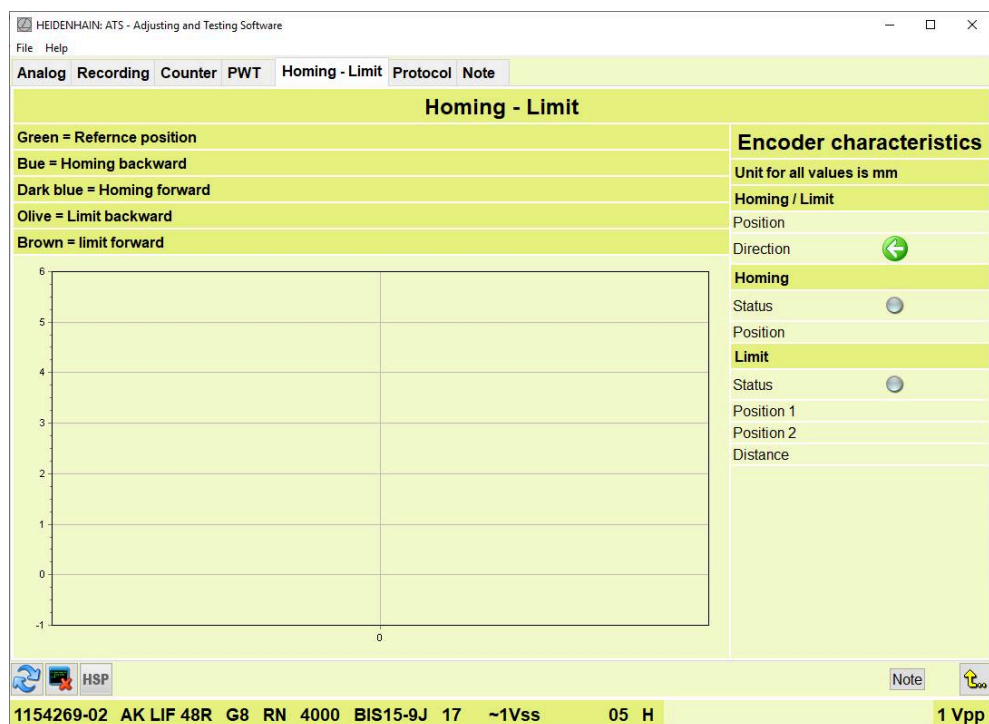 HEIDENHAIN: ATS - Adjusting and Testing Software
File Help
Analog Recording Counter PWT Homing - Limit Protocol Note
Homing - Limit
Green = Refernce position
Bue = Homing backward
Dark blue = Homing forward
Olive = Limit backward
Brown = limit forward
6
5
4
3
2
1
0
-1
0
Encoder characteristics
Unit for all values is mm
Homing / Limit
Position
Direction
Homing
Status
Position
Limit
Status
Position 1
Position 2
Distance
HSP
Note
1154269-02 AK LIF 48R G8 RN 4000 BIS15-9J 17 ~1Vss 05 H 1 Vpp